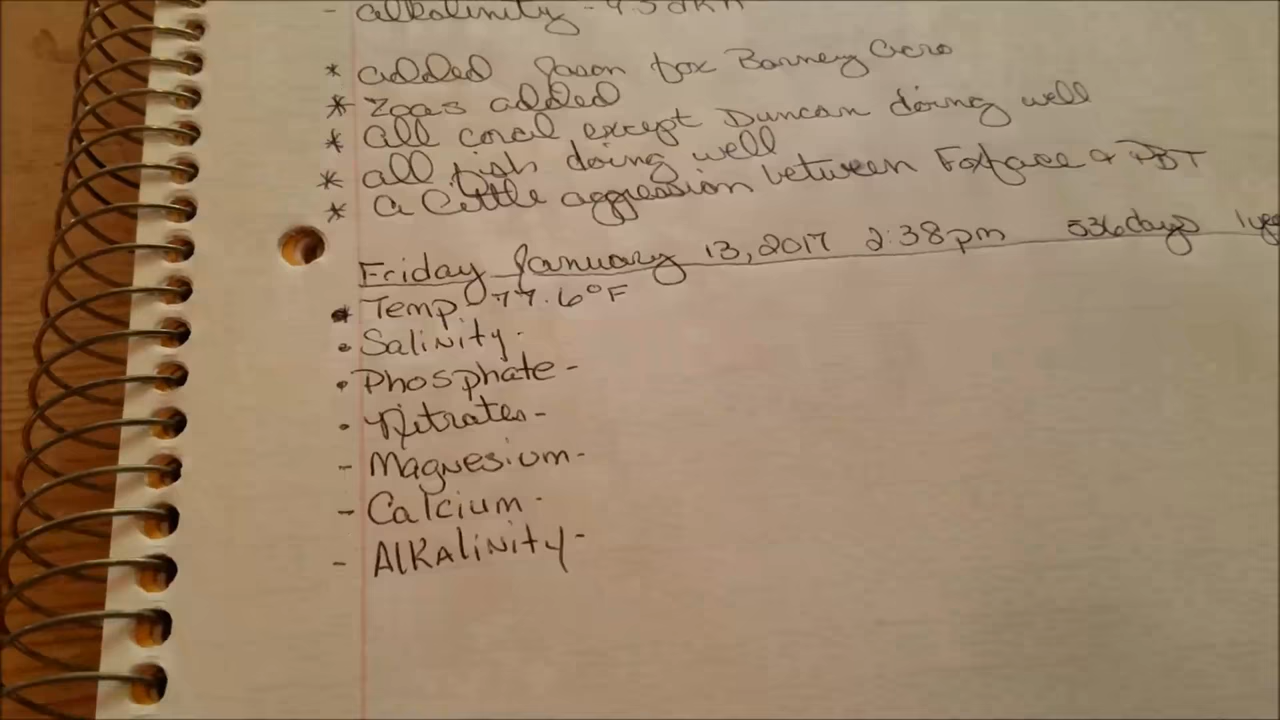 - alkalinity -
* added Jason fox Barney Acro
* Zoas added
* all coral except Duncan doing well
* all fish doing well
* a little aggression between Foxface & PBT
Friday January 13, 2017 2:38pm 536days
* Temp 77.6°F
• Salinity -
• Phosphate -
• Nitrates -
- Magnesium -
- Calcium -
- Alkalinity -